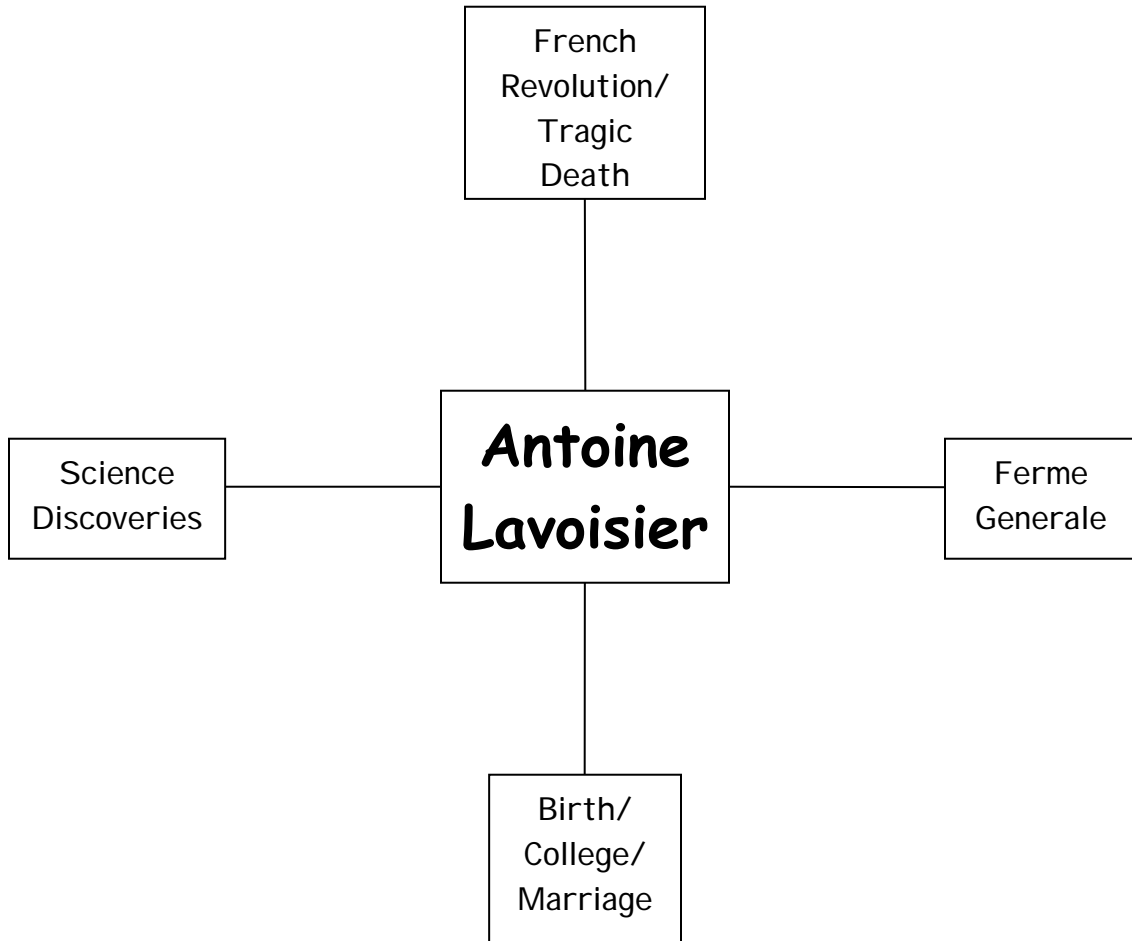 French
Revolution/
Tragic
Death
Science
Discoveries
Antoine
Lavoisier
Ferme
Generale
Birth/
College/
Marriage